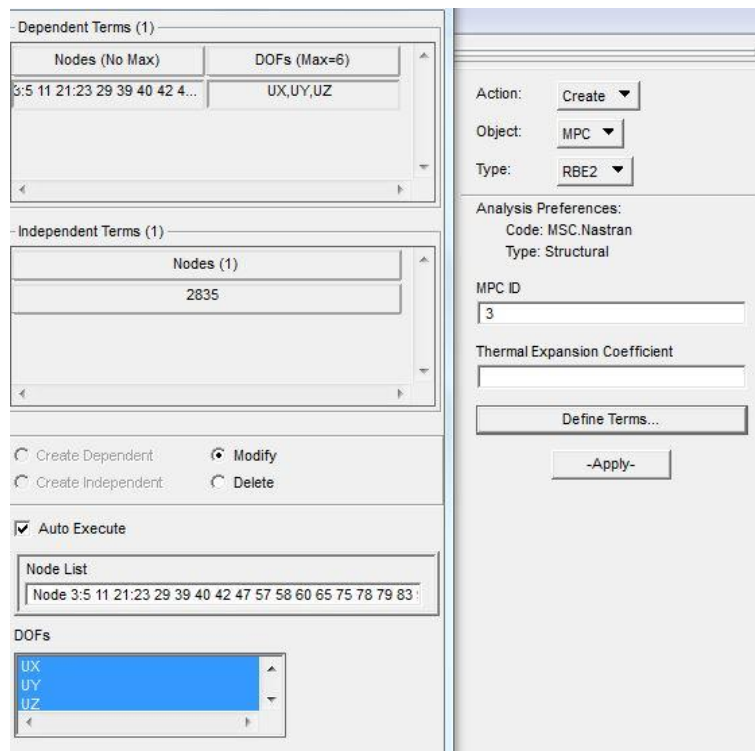 Dependent Terms (1)
Nodes (No Max) DOFs (Max=6)
3:5 11 21:23 29 39 40 42 4... UX,UY,UZ
Independent Terms (1)
Nodes (1)
2835
Create Dependent Modify
Create Independent Delete
Auto Execute
Node List
Node 3:5 11 21:23 29 39 40 42 47 57 58 60 65 75 78 79 83
DOFs
UX
UY
UZ
Action: Create
Object: MPC
Type: RBE2
Analysis Preferences:
Code: MSC.Nastran
Type: Structural
MPC ID
3
Thermal Expansion Coefficient
Define Terms...
-Apply-